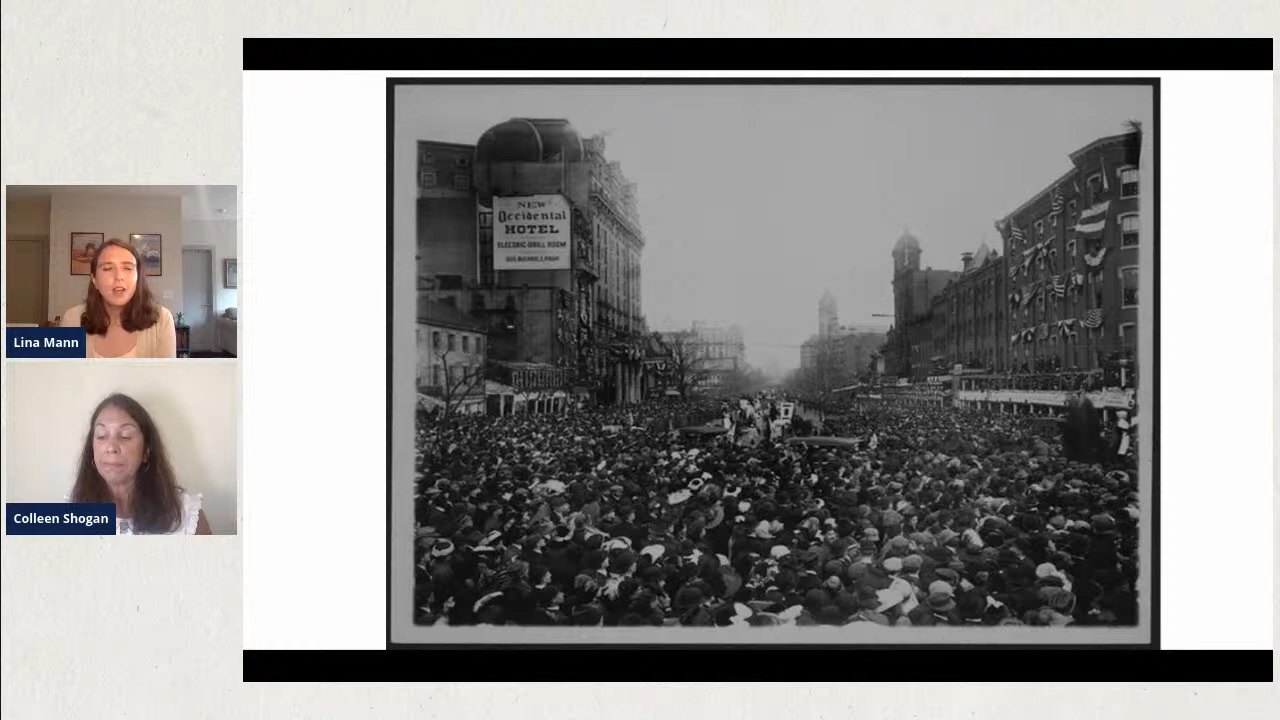 Lina Mann
Colleen Shogan
NEW
Occidental
HOTEL
ELECTRIC GRILL ROOM